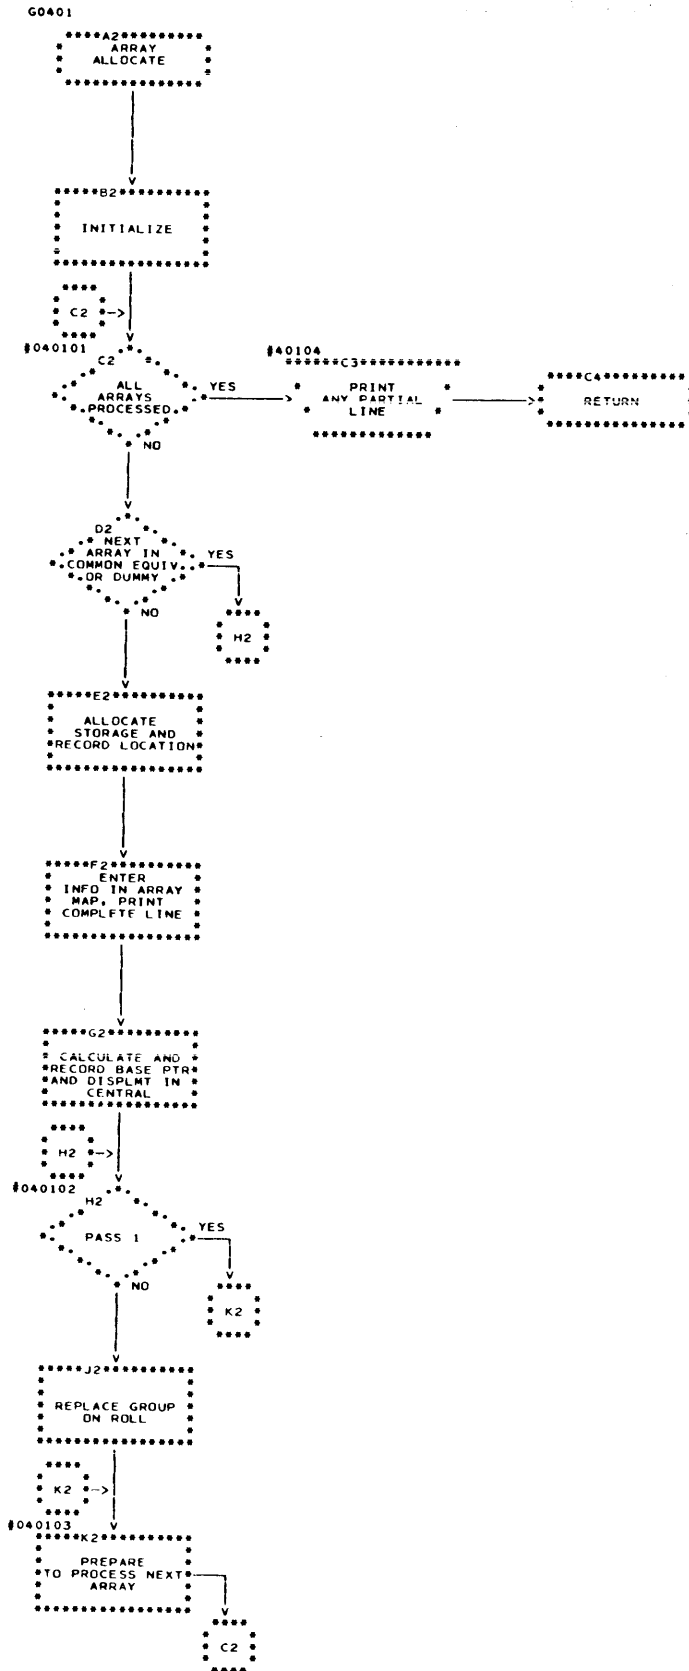 G0401
A2
ARRAY
ALLOCATE
B2
INITIALIZE
C2
#040101
C2
ALL
ARRAYS
PROCESSED
YES
NO
#40104
C3
PRINT
ANY PARTIAL
LINE
C4
RETURN
D2
NEXT
ARRAY IN
COMMON EQUIV
OR DUMMY
YES
NO
H2
E2
ALLOCATE
STORAGE AND
RECORD LOCATION
F2
ENTER
INFO IN ARRAY
MAP, PRINT
COMPLETE LINE
G2
CALCULATE AND
RECORD BASE PTR
AND DISPLMT IN
CENTRAL
H2
#040102
H2
PASS 1
YES
NO
K2
J2
REPLACE GROUP
ON ROLL
K2
#040103
K2
PREPARE
TO PROCESS NEXT
ARRAY
C2